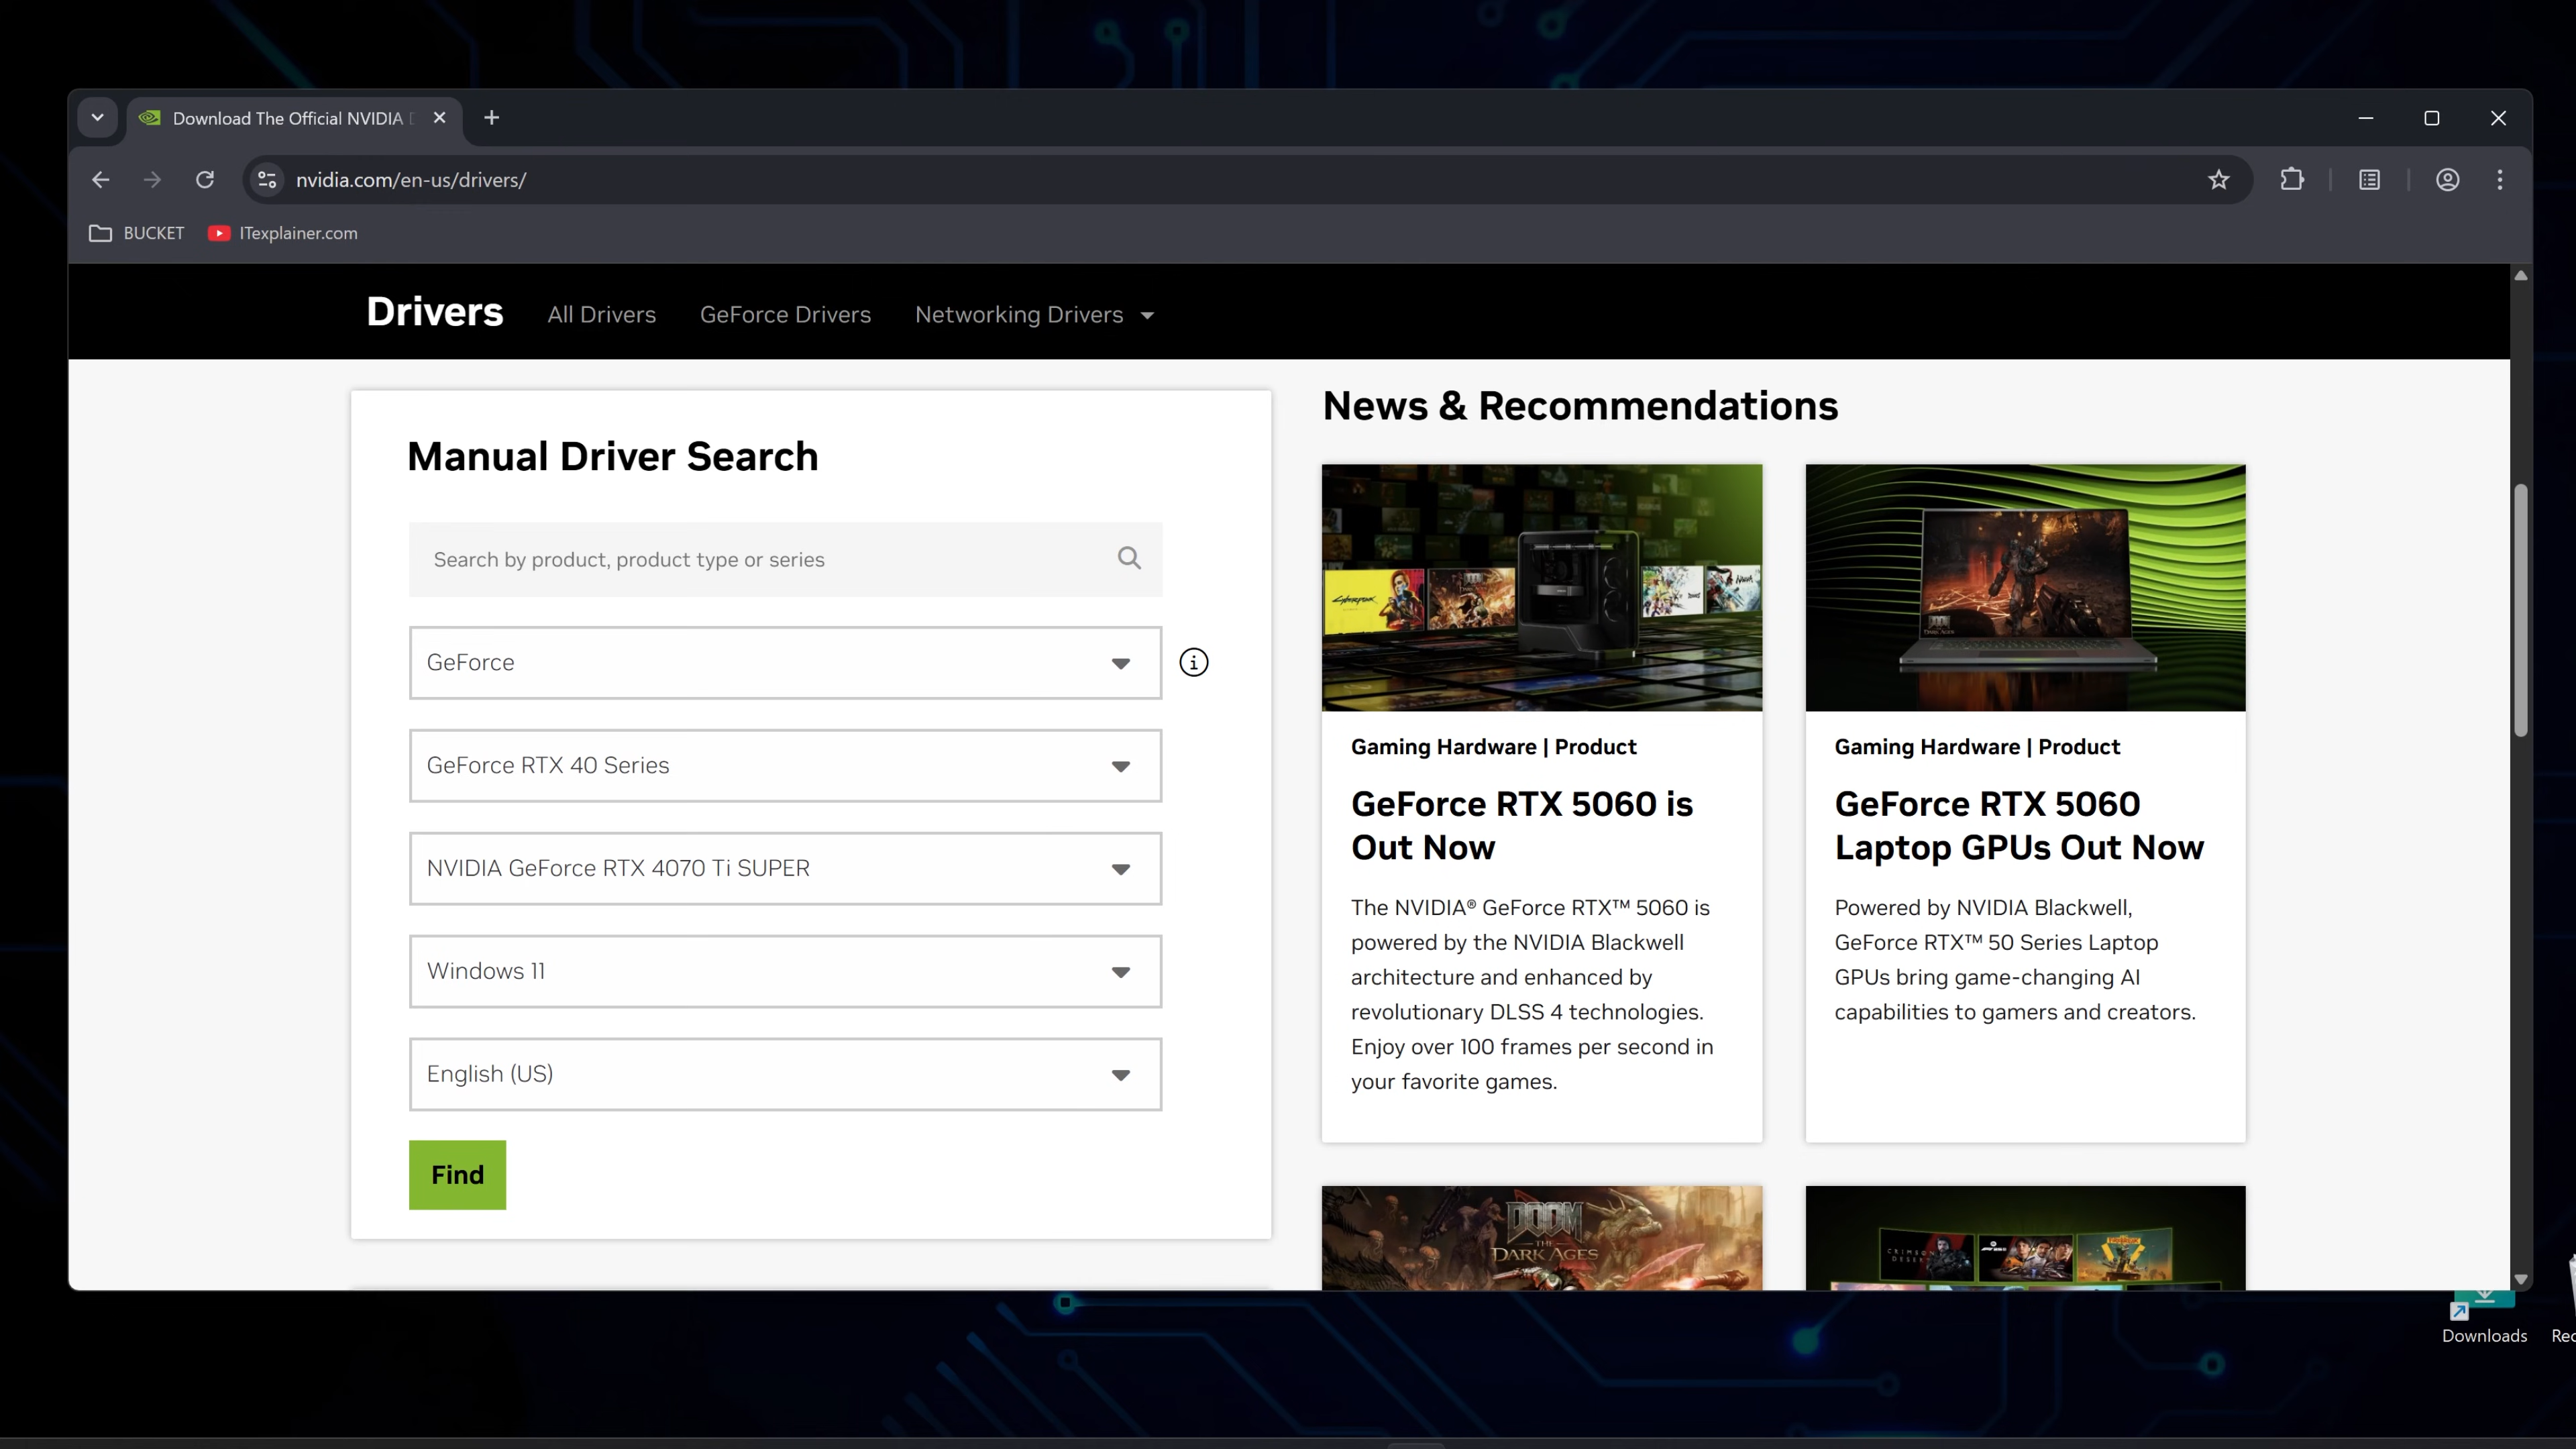 Download The Official NVIDIA
nvidia.com/en-us/drivers/
BUCKET
ITexplainer.com
Drivers
All Drivers
GeForce Drivers
Networking Drivers
Manual Driver Search
Search by product, product type or series
GeForce
GeForce RTX 40 Series
NVIDIA GeForce RTX 4070 Ti SUPER
Windows 11
English (US)
Find
News & Recommendations
Gaming Hardware | Product
GeForce RTX 5060 is
Out Now
The NVIDIA® GeForce RTX™ 5060 is
powered by the NVIDIA Blackwell
architecture and enhanced by
revolutionary DLSS 4 technologies.
Enjoy over 100 frames per second in
your favorite games.
Gaming Hardware | Product
GeForce RTX 5060
Laptop GPUs Out Now
Powered by NVIDIA Blackwell,
GeForce RTX™ 50 Series Laptop
GPUs bring game-changing AI
capabilities to gamers and creators.
DOOM
THE
DARK AGES
CRIMSON
DESERT
Downloads